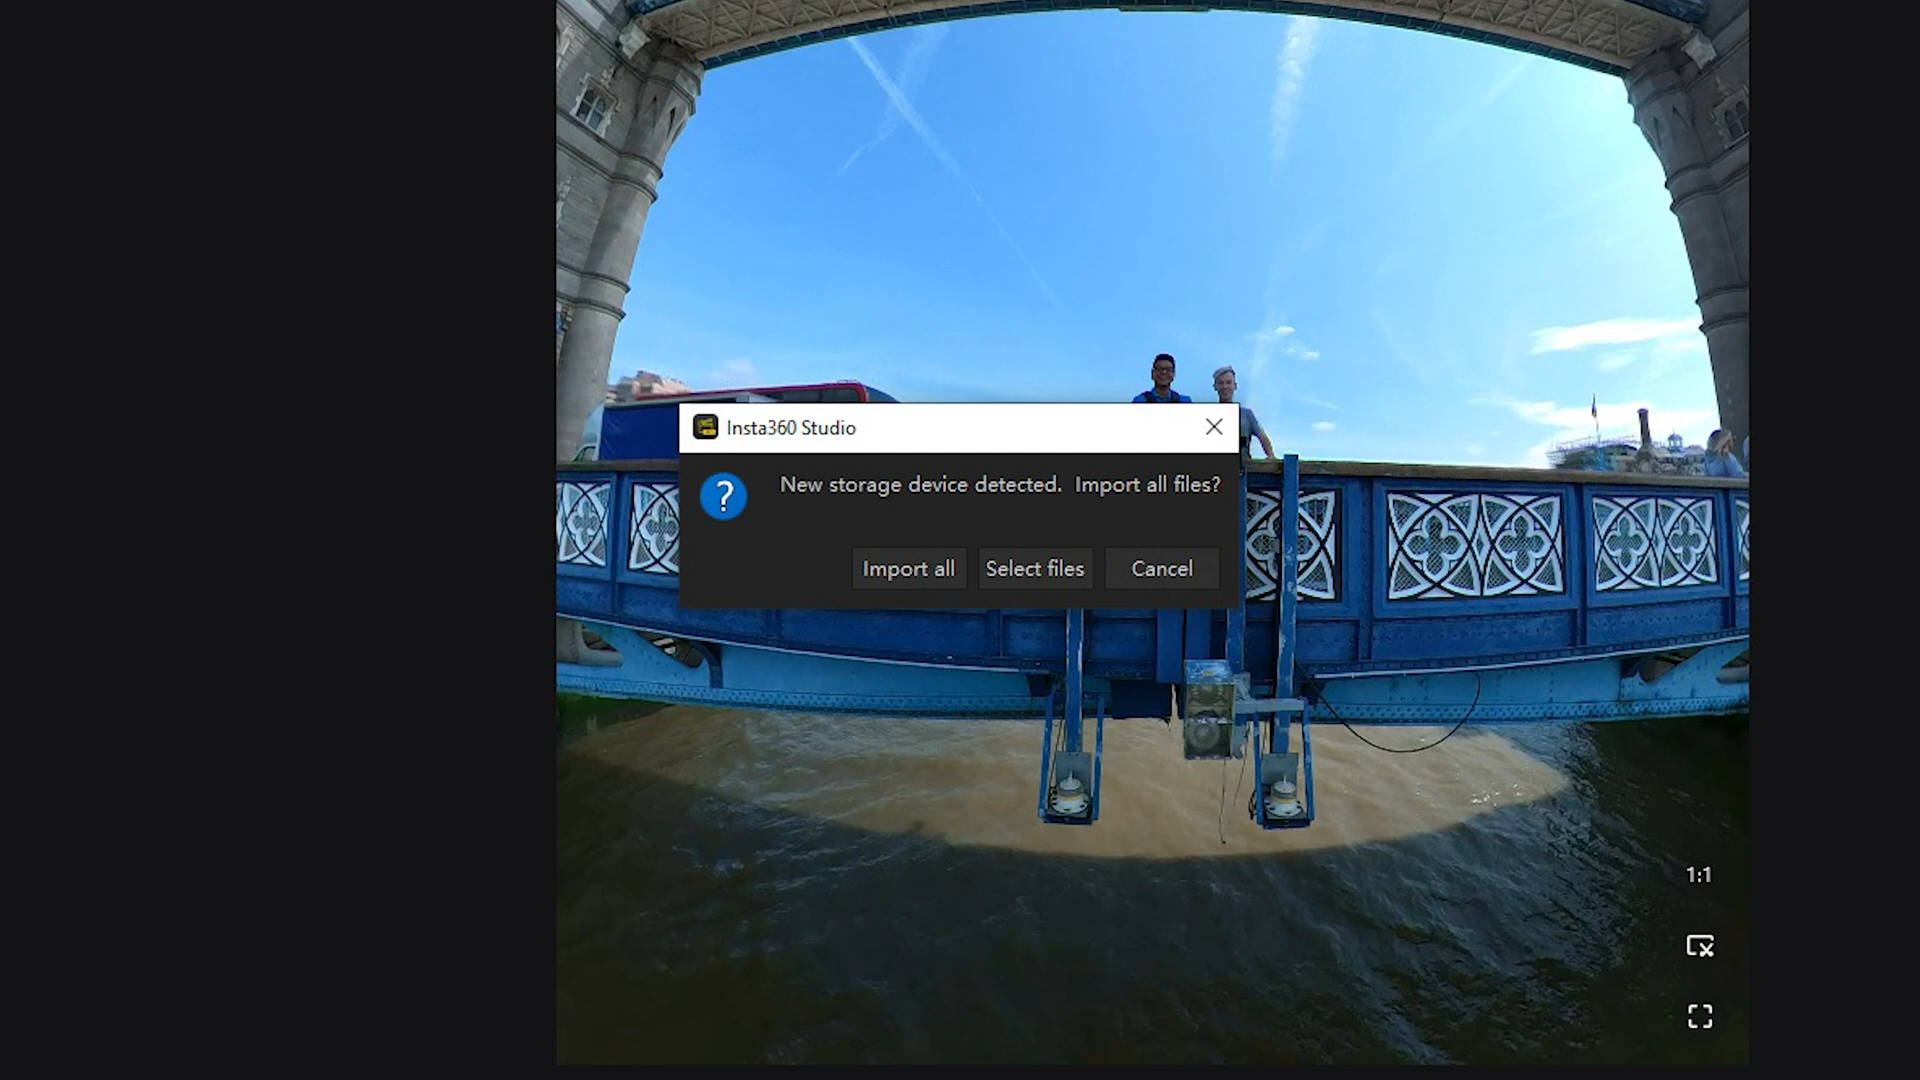 Insta360 Studio
New storage device detected.  Import all files?
Import all
Select files
Cancel
1:1